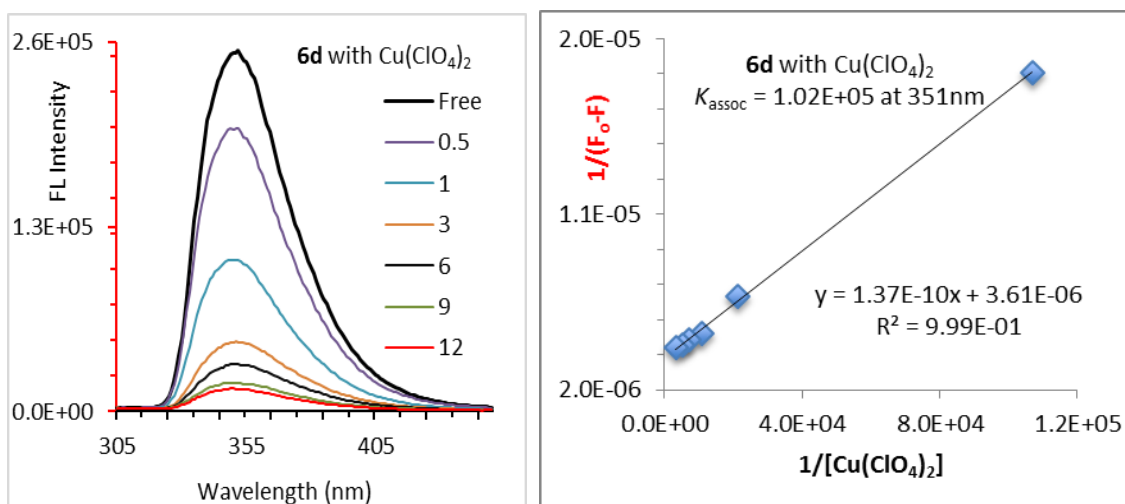 2.6E+05
1.3E+05
0.0E+00
FL Intensity
6d with Cu(ClO₄)₂
Free
0.5
1
3
6
9
12
305
355
405
Wavelength (nm)
2.0E-05
1.1E-05
2.0E-06
1/(Fₒ-F)
6d with Cu(ClO₄)₂
Kassoc = 1.02E+05 at 351nm
y = 1.37E-10x + 3.61E-06
R² = 9.99E-01
0.0E+00
4.0E+04
8.0E+04
1.2E+05
1/[Cu(ClO₄)₂]